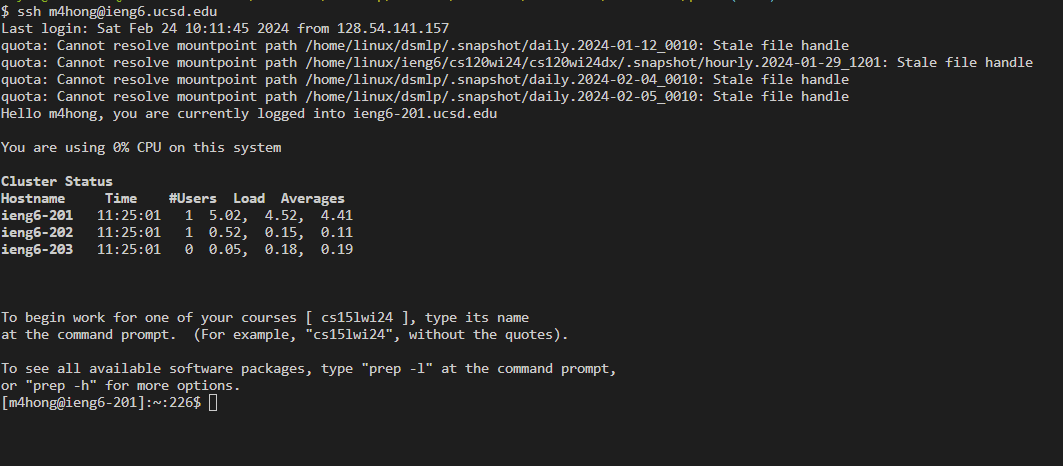 $ ssh m4hong@ieng6.ucsd.edu
Last login: Sat Feb 24 10:11:45 2024 from 128.54.141.157
quota: Cannot resolve mountpoint path /home/linux/dsmlp/.snapshot/daily.2024-01-12_0010: Stale file handle
quota: Cannot resolve mountpoint path /home/linux/ieng6/cs120wi24/cs120wi24dx/.snapshot/hourly.2024-01-29_1201: Stale file handle
quota: Cannot resolve mountpoint path /home/linux/dsmlp/.snapshot/daily.2024-02-04_0010: Stale file handle
quota: Cannot resolve mountpoint path /home/linux/dsmlp/.snapshot/daily.2024-02-05_0010: Stale file handle
Hello m4hong, you are currently logged into ieng6-201.ucsd.edu
You are using 0% CPU on this system
Cluster Status
Hostname     Time    #Users  Load  Averages
ieng6-201   11:25:01   1  5.02,  4.52,  4.41
ieng6-202   11:25:01   1  0.52,  0.15,  0.11
ieng6-203   11:25:01   0  0.05,  0.18,  0.19
To begin work for one of your courses [ cs15lwi24 ], type its name
at the command prompt.  (For example, "cs15lwi24", without the quotes).
To see all available software packages, type "prep -l" at the command prompt,
or "prep -h" for more options.
[m4hong@ieng6-201]:~:226$